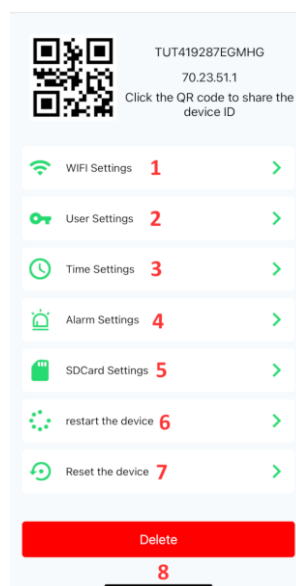 TUT419287EGMHG
70.23.51.1
Click the QR code to share the
device ID
WIFI Settings 1
User Settings 2
Time Settings 3
Alarm Settings 4
SDCard Settings 5
restart the device 6
Reset the device 7
Delete
8